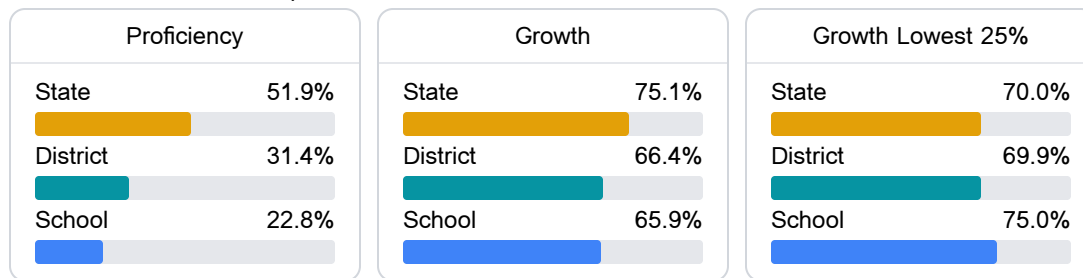 Proficiency
State 51.9%
District 31.4%
School 22.8%
Growth
State 75.1%
District 66.4%
School 65.9%
Growth Lowest 25%
State 70.0%
District 69.9%
School 75.0%